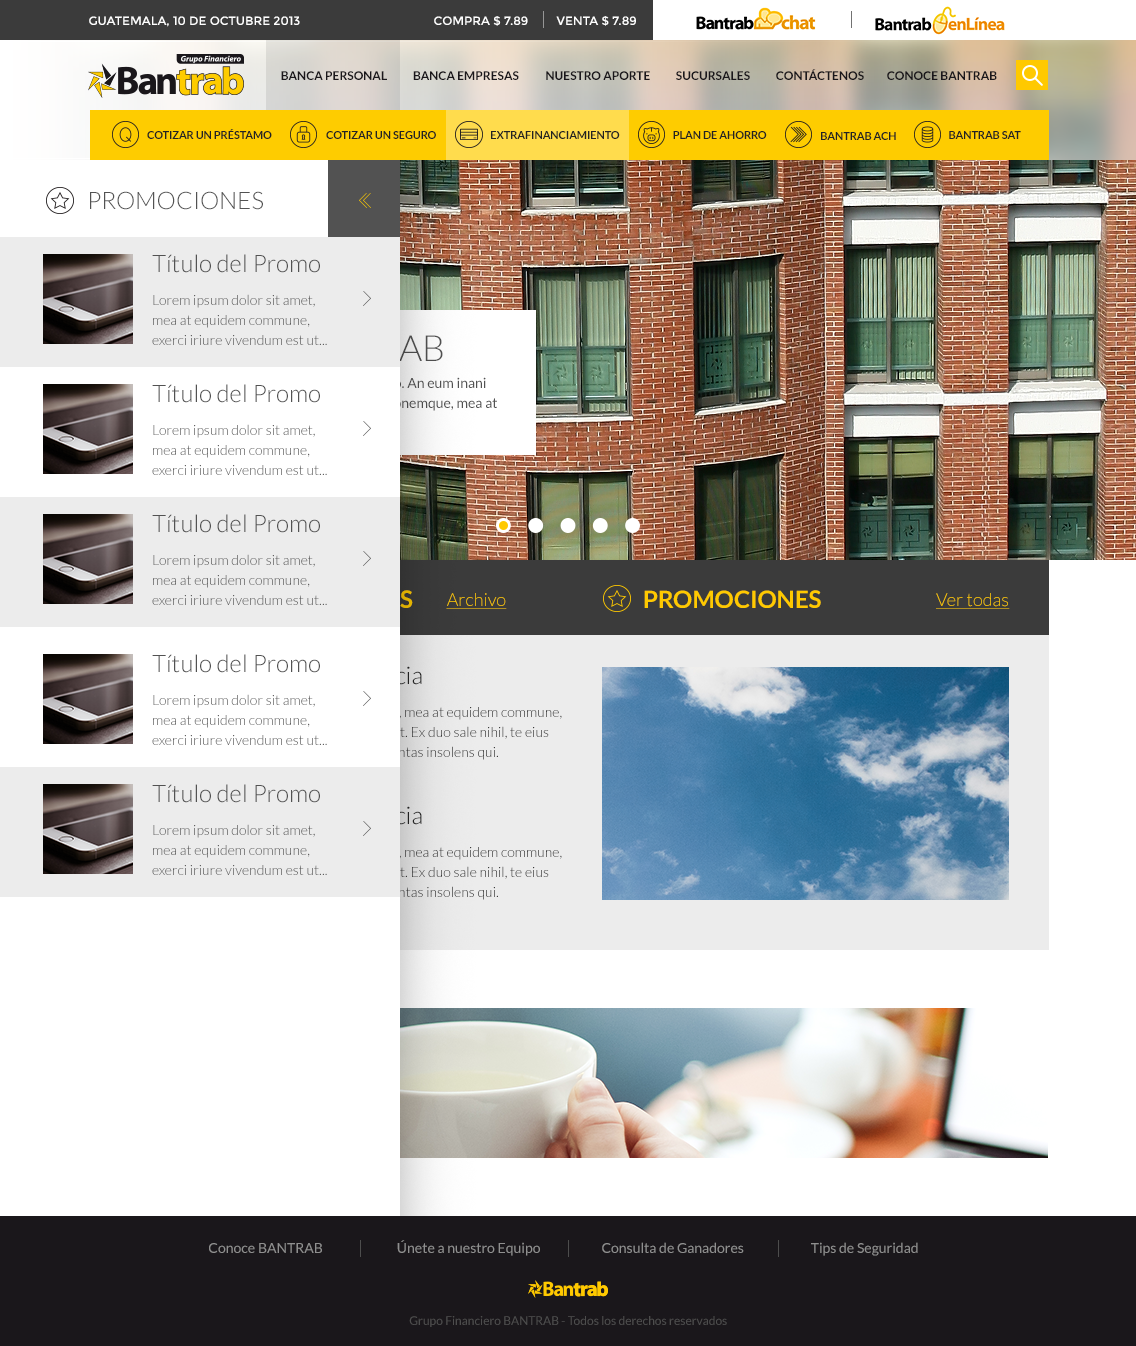 GUATEMALA, 10 DE OCTUBRE 2013
COMPRA $ 7.89
VENTA $ 7.89
Bantrab chat
Bantrab enLínea
Grupo Financiero
Bantrab
BANCA PERSONAL
BANCA EMPRESAS
NUESTRO APORTE
SUCURSALES
CONTÁCTENOS
CONOCE BANTRAB
COTIZAR UN PRÉSTAMO
COTIZAR UN SEGURO
EXTRAFINANCIAMIENTO
PLAN DE AHORRO
BANTRAB ACH
BANTRAB SAT
PROMOCIONES
Título del Promo
Lorem ipsum dolor sit amet,
mea at equidem commune,
exerci iriure vivendum est ut...
Título del Promo
Lorem ipsum dolor sit amet,
mea at equidem commune,
exerci iriure vivendum est ut...
Título del Promo
Lorem ipsum dolor sit amet,
mea at equidem commune,
exerci iriure vivendum est ut...
Título del Promo
Lorem ipsum dolor sit amet,
mea at equidem commune,
exerci iriure vivendum est ut...
Título del Promo
Lorem ipsum dolor sit amet,
mea at equidem commune,
exerci iriure vivendum est ut...
AB
. An eum inani
nemque, mea at
S
Archivo
PROMOCIONES
Ver todas
cia
, mea at equidem commune,
t. Ex duo sale nihil, te eius
ntas insolens qui.
cia
, mea at equidem commune,
t. Ex duo sale nihil, te eius
ntas insolens qui.
Conoce BANTRAB
Únete a nuestro Equipo
Consulta de Ganadores
Tips de Seguridad
Bantrab
Grupo Financiero BANTRAB - Todos los derechos reservados